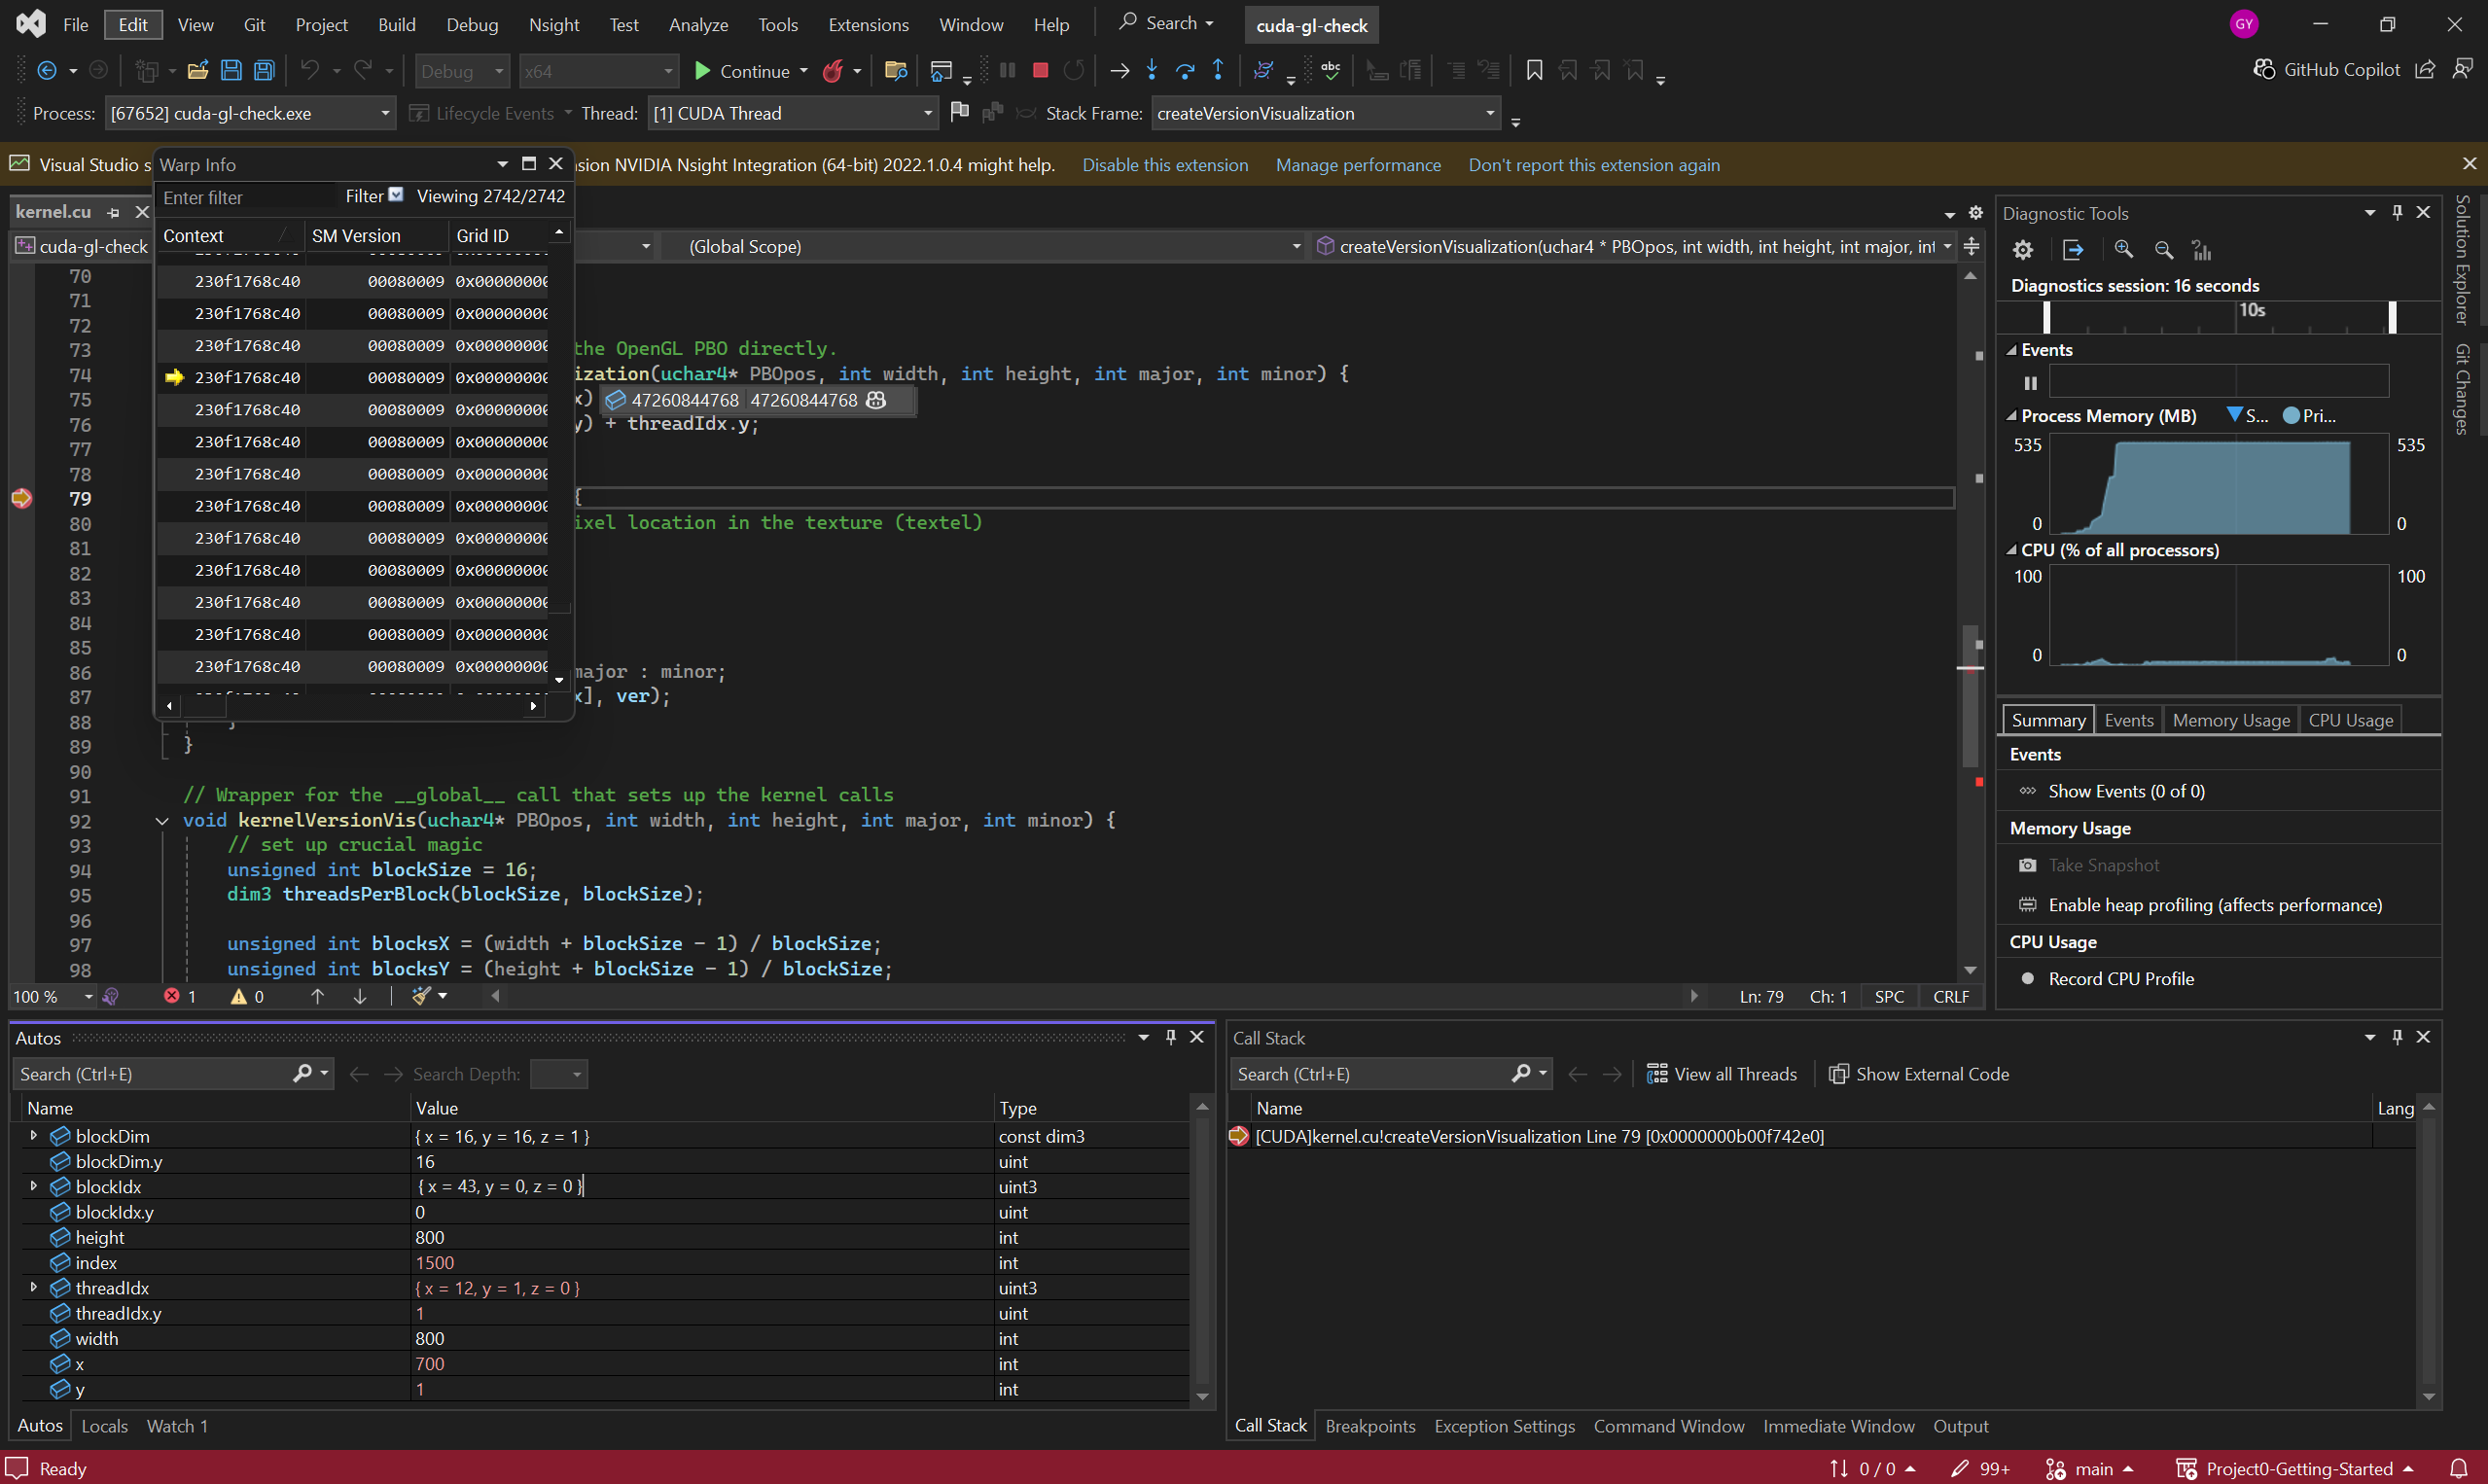 File Edit View Git Project Build Debug Nsight Test Analyze Tools Extensions Window Help Search cuda-gl-check GY
Debug x64 Continue abc GitHub Copilot
Process: [67652] cuda-gl-check.exe Lifecycle Events Thread: [1] CUDA Thread Stack Frame: createVersionVisualization
Visual Studio s
sion NVIDIA Nsight Integration (64-bit) 2022.1.0.4 might help. Disable this extension Manage performance Don't report this extension again
Warp Info
Enter filter Filter Viewing 2742/2742
Context SM Version Grid ID
230f1768c40 00080009 0x0000000
230f1768c40 00080009 0x0000000
230f1768c40 00080009 0x0000000
230f1768c40 00080009 0x0000000
230f1768c40 00080009 0x0000000
230f1768c40 00080009 0x0000000
230f1768c40 00080009 0x0000000
230f1768c40 00080009 0x0000000
230f1768c40 00080009 0x0000000
230f1768c40 00080009 0x0000000
230f1768c40 00080009 0x0000000
230f1768c40 00080009 0x0000000
230f1768c40 00080009 0x0000000
kernel.cu
cuda-gl-check (Global Scope) createVersionVisualization(uchar4 * PBOpos, int width, int height, int major, int
70
71
72
73 the OpenGL PBO directly.
74 ization(uchar4* PBOpos, int width, int height, int major, int minor) {
75 x) 47260844768 47260844768
76 y) + threadIdx.y;
77
78
79 {
80 ixel location in the texture (textel)
81
82
83
84
85
86 major : minor;
87 x], ver);
88 }
89 }
90
91 // Wrapper for the __global__ call that sets up the kernel calls
92 void kernelVersionVis(uchar4* PBOpos, int width, int height, int major, int minor) {
93 // set up crucial magic
94 unsigned int blockSize = 16;
95 dim3 threadsPerBlock(blockSize, blockSize);
96
97 unsigned int blocksX = (width + blockSize - 1) / blockSize;
98 unsigned int blocksY = (height + blockSize - 1) / blockSize;
100 % 1 0 Ln: 79 Ch: 1 SPC CRLF
Diagnostic Tools
Diagnostics session: 16 seconds
10s
Events
Process Memory (MB) S... Pri...
535 535
0 0
CPU (% of all processors)
100 100
0 0
Summary Events Memory Usage CPU Usage
Events
Show Events (0 of 0)
Memory Usage
Take Snapshot
Enable heap profiling (affects performance)
CPU Usage
Record CPU Profile
Solution Explorer
Git Changes
Autos
Search (Ctrl+E) Search Depth:
Name Value Type
blockDim { x = 16, y = 16, z = 1 } const dim3
blockDim.y 16 uint
blockIdx { x = 43, y = 0, z = 0 } uint3
blockIdx.y 0 uint
height 800 int
index 1500 int
threadIdx { x = 12, y = 1, z = 0 } uint3
threadIdx.y 1 uint
width 800 int
x 700 int
y 1 int
Autos Locals Watch 1
Call Stack
Search (Ctrl+E) View all Threads Show External Code
Name Lang
[CUDA]kernel.cu!createVersionVisualization Line 79 [0x0000000b00f742e0]
Call Stack Breakpoints Exception Settings Command Window Immediate Window Output
Ready 0 / 0 99+ main Project0-Getting-Started